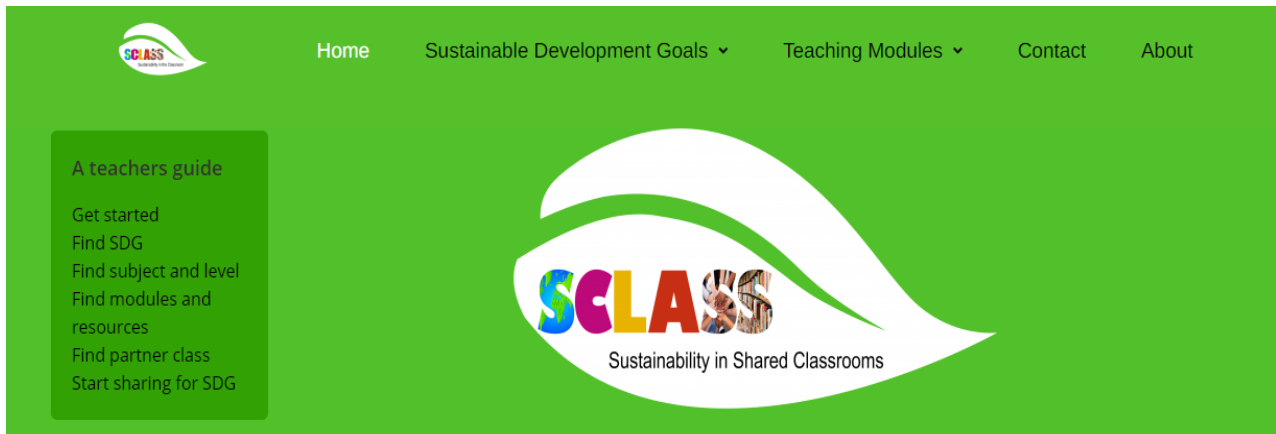 SCLASS
Home
Sustainable Development Goals
Teaching Modules
Contact
About
A teachers guide
Get started
Find SDG
Find subject and level
Find modules and
resources
Find partner class
Start sharing for SDG
SCLASS
Sustainability in Shared Classrooms